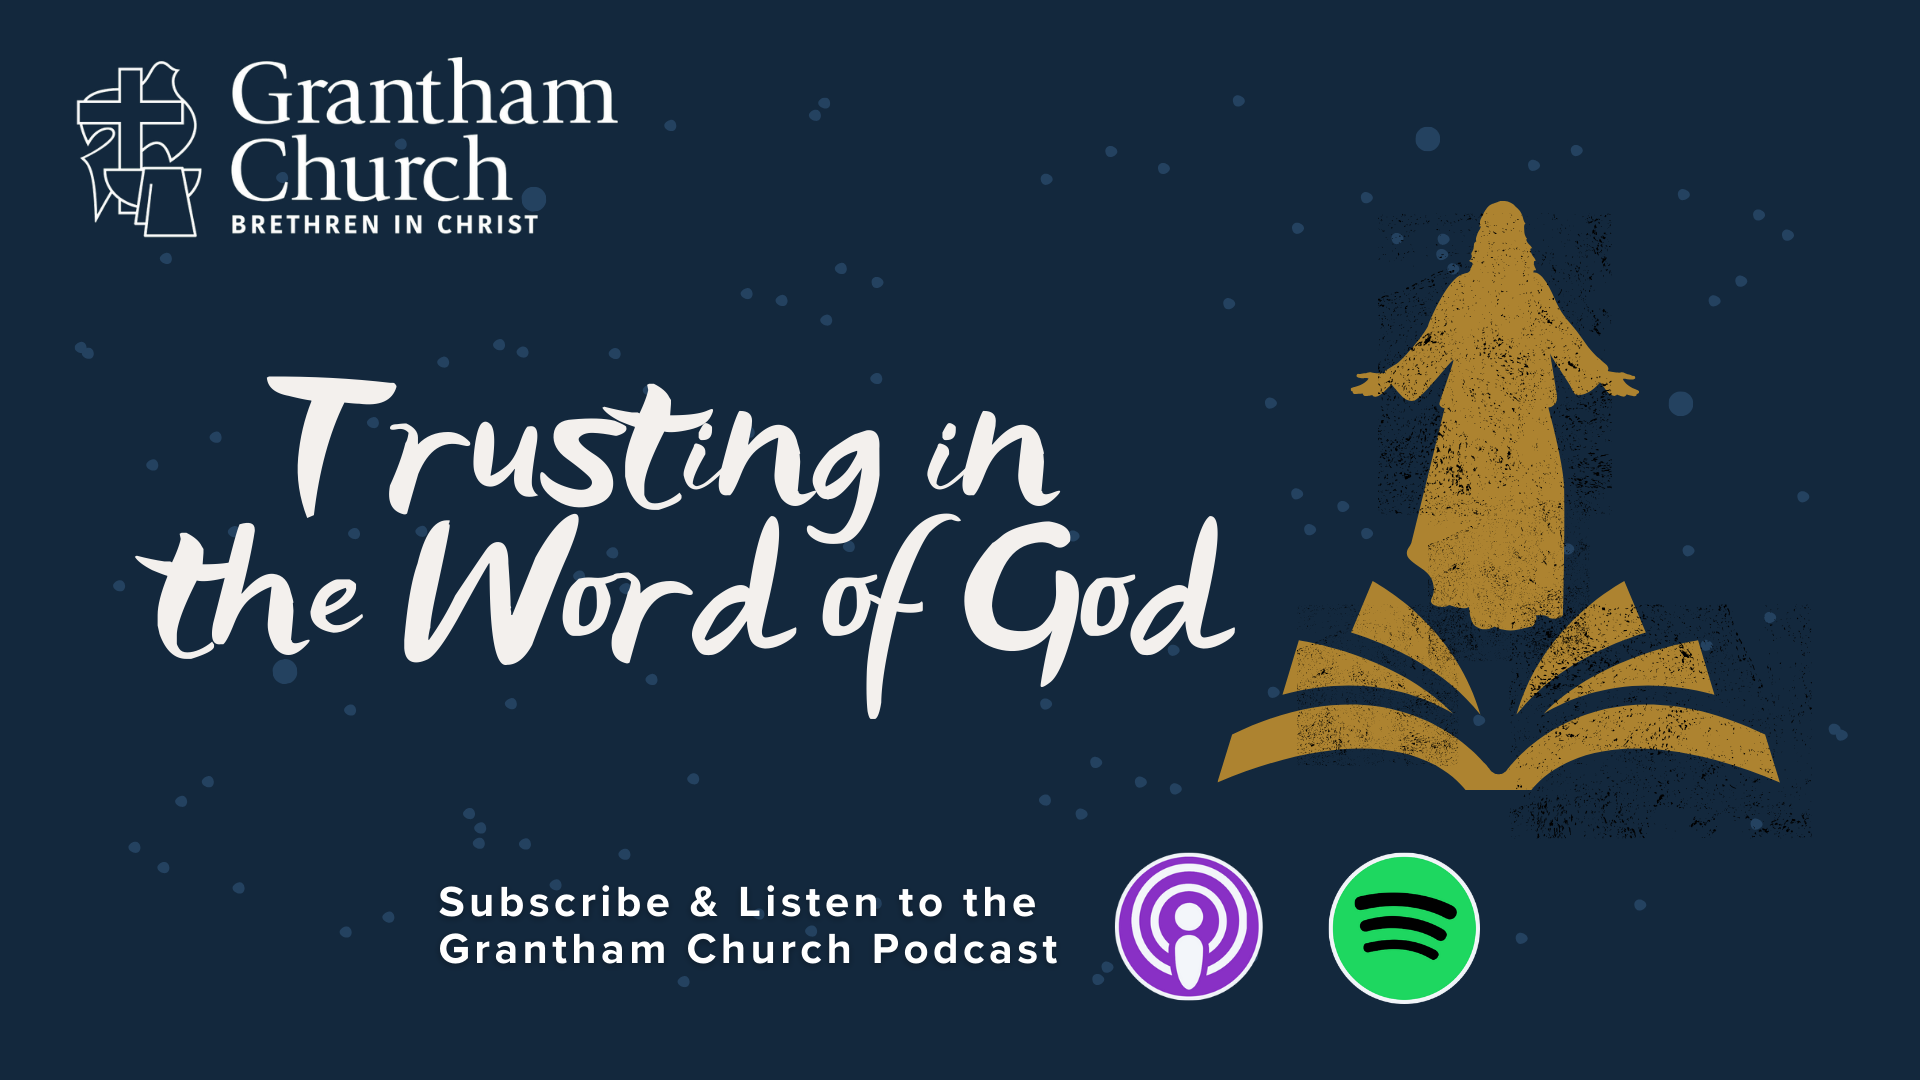 Grantham
Church
BRETHREN IN CHRIST
Trusting in
the Word of God
Subscribe & Listen to the
Grantham Church Podcast